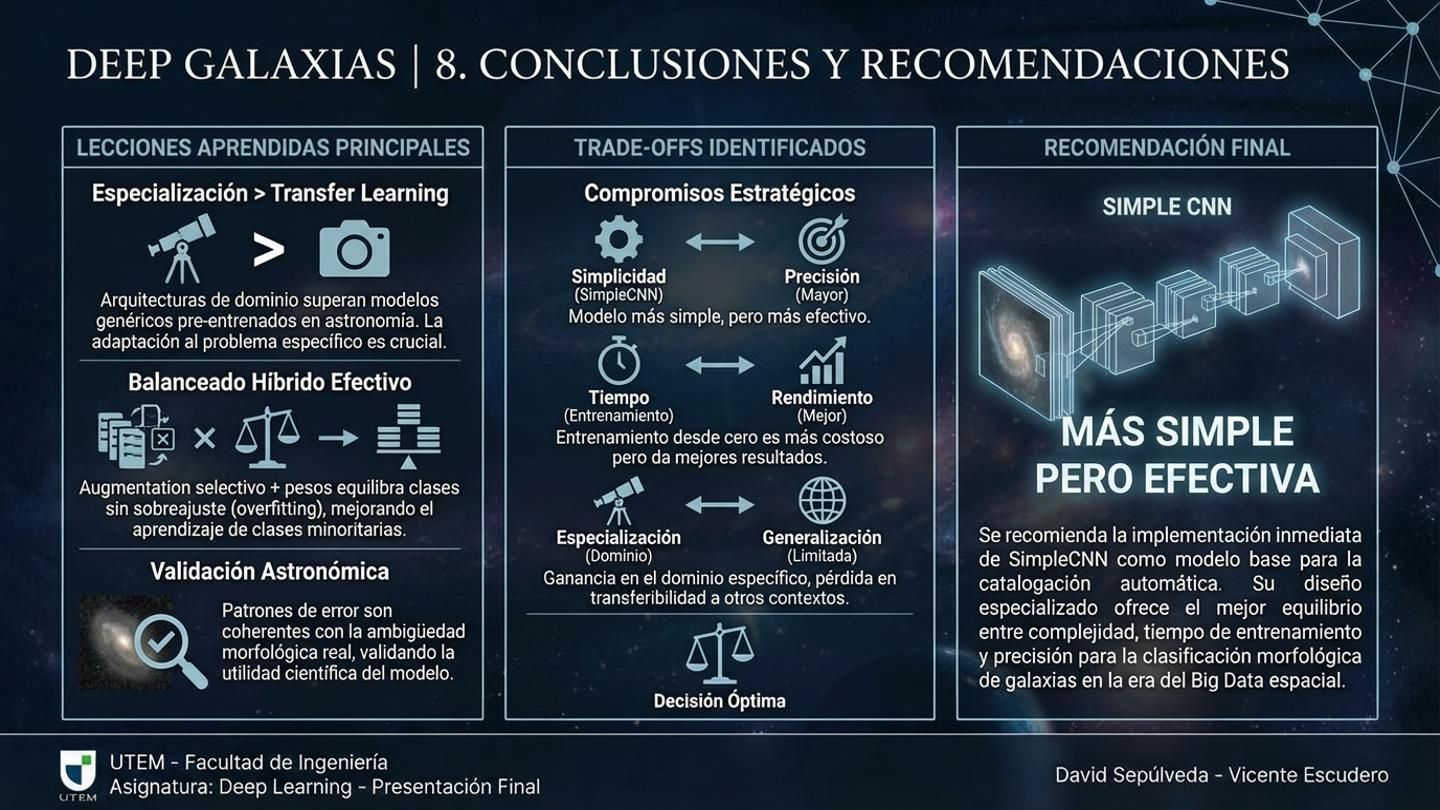 DEEP GALAXIAS | 8. CONCLUSIONES Y RECOMENDACIONES
LECCIONES APRENDIDAS PRINCIPALES
Especialización > Transfer Learning
>
Arquitecturas de dominio superan modelos
genéricos pre-entrenados en astronomía. La
adaptación al problema específico es crucial.
Balanceado Híbrido Efectivo
Augmentation selectivo + pesos equilibra clases
sin sobreajuste (overfitting), mejorando el
aprendizaje de clases minoritarias.
Validación Astronómica
Patrones de error son
coherentes con la ambigüedad
morfológica real, validando la
utilidad científica del modelo.
TRADE-OFFS IDENTIFICADOS
Compromisos Estratégicos
Simplicidad Precisión
(SimpleCNN) (Mayor)
Modelo más simple, pero más efectivo.
Tiempo Rendimiento
(Entrenamiento) (Mejor)
Entrenamiento desde cero es más costoso
pero da mejores resultados.
Especialización Generalización
(Dominio) (Limitada)
Ganancia en el dominio específico, pérdida en
transferibilidad a otros contextos.
Decisión Óptima
RECOMENDACIÓN FINAL
SIMPLE CNN
MÁS SIMPLE
PERO EFECTIVA
Se recomienda la implementación inmediata
de SimpleCNN como modelo base para la
catalogación automática. Su diseño
especializado ofrece el mejor equilibrio
entre complejidad, tiempo de entrenamiento
y precisión para la clasificación morfológica
de galaxias en la era del Big Data espacial.
UTEM
UTEM - Facultad de Ingeniería
Asignatura: Deep Learning - Presentación Final
David Sepúlveda - Vicente Escudero